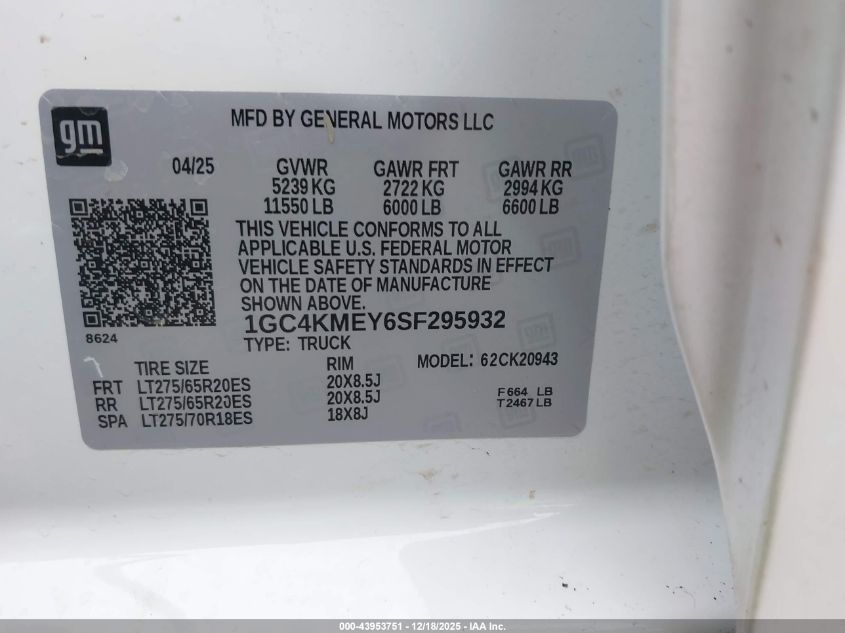 gm
MFD BY GENERAL MOTORS LLC
04/25 GVWR GAWR FRT GAWR RR
5239 KG 2722 KG 2994 KG
11550 LB 6000 LB 6600 LB
THIS VEHICLE CONFORMS TO ALL
APPLICABLE U.S. FEDERAL MOTOR
VEHICLE SAFETY STANDARDS IN EFFECT
ON THE DATE OF MANUFACTURE
SHOWN ABOVE.
1GC4KMEY6SF295932
8624
TYPE: TRUCK MODEL: 62CK20943
TIRE SIZE RIM
FRT LT275/65R20ES 20X8.5J
RR LT275/65R20ES 20X8.5J F664 LB
SPA LT275/70R18ES 18X8J T2467LB
000-43953751 - 12/18/2025 - IAA Inc.